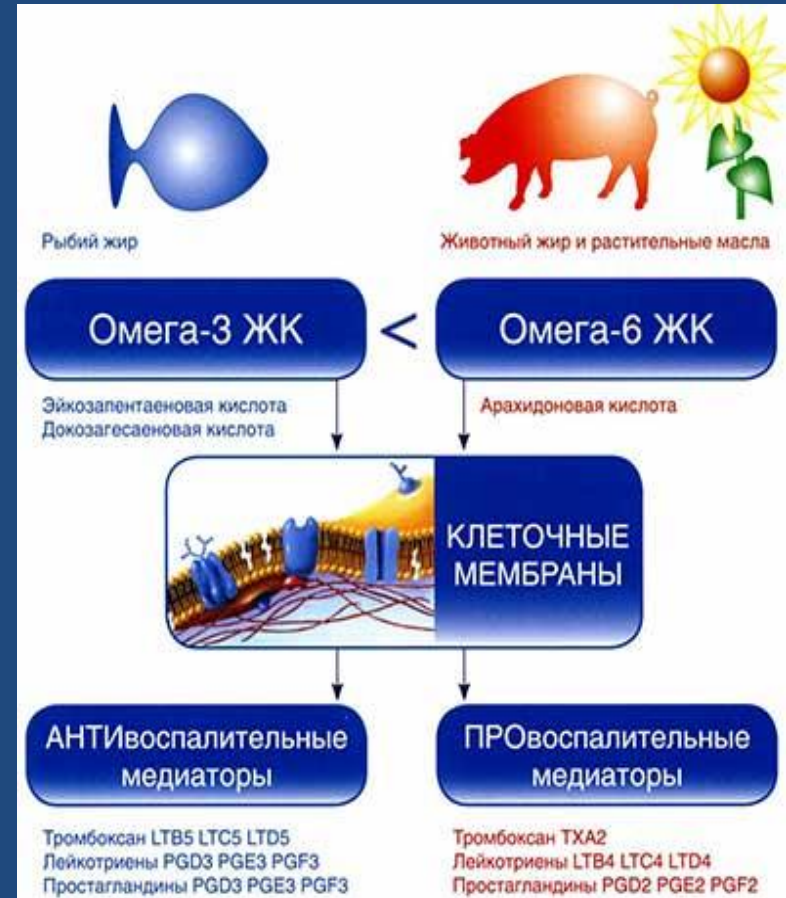 Рыбий жир
Животный жир и растительные масла
Омега-3 ЖК
<
Омега-6 ЖК
Эйкозапентаеновая кислота
Докозагесаеновая кислота
Арахидоновая кислота
КЛЕТОЧНЫЕ
МЕМБРАНЫ
АНТИвоспалительные
медиаторы
ПРОвоспалительные
медиаторы
Тромбоксан LTB5 LTC5 LTD5
Лейкотриены PGD3 PGE3 PGF3
Простагландины PGD3 PGE3 PGF3
Тромбоксан TXA2
Лейкотриены LTB4 LTC4 LTD4
Простагландины PGD2 PGE2 PGF2